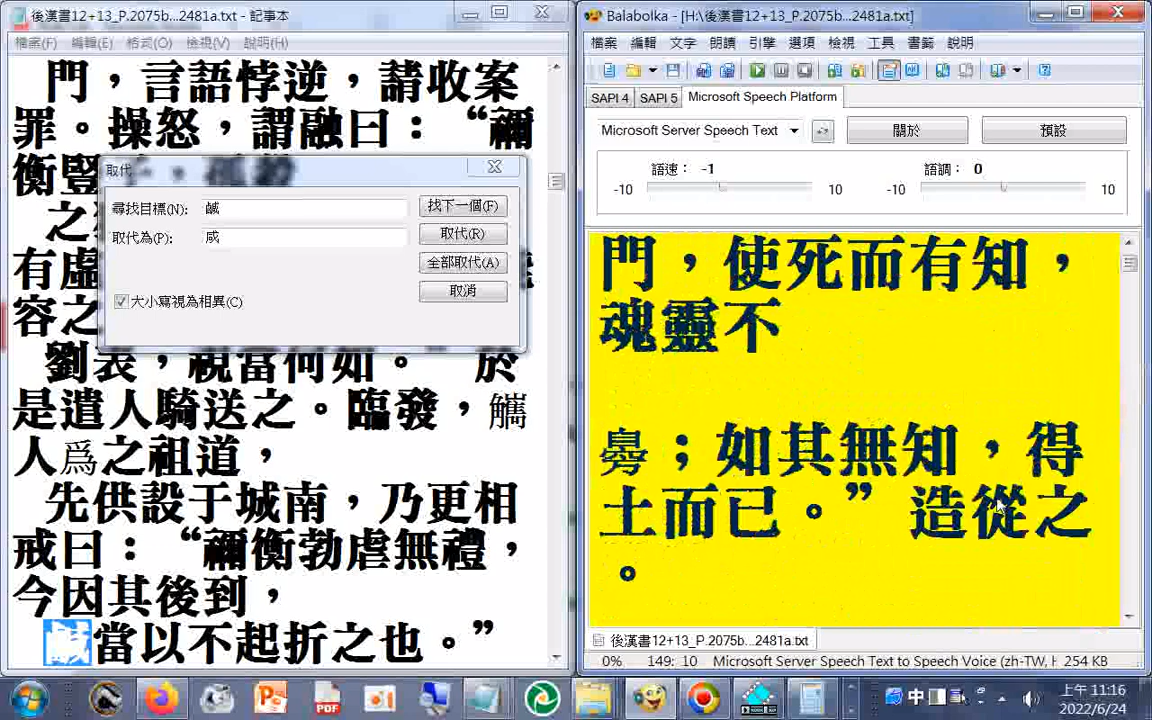 後漢書12+13_P.2075b...2481a.txt - 記事本
檔案(F) 編輯(E) 格式(O) 檢視(V) 說明(H)
門，言語悖逆，請收案
罪。操怒，謂融曰：“禰
衡豎
之
有虛
容之
劉表，視當何如。”於
是遣人騎送之。臨發，觹
人爲之祖道，
先供設于城南，乃更相
戒曰：“禰衡勃虐無禮，
今因其後到，
鹹當以不起折之也。”
取代
尋找目標(N): 鹹
取代為(P): 咸
大小寫視為相異(C)
找下一個(F)
取代(R)
全部取代(A)
取消
Balabolka - [H:\後漢書12+13_P.2075b...2481a.txt]
檔案 編輯 文字 朗讀 引擎 選項 檢視 工具 書籤 說明
SAPI 4 SAPI 5 Microsoft Speech Platform
Microsoft Server Speech Text
關於
預設
語速： -1
語調： 0
-10 10 -10 10
門，使死而有知，
魂靈不
臱；如其無知，得
土而已。”造從之
。
後漢書12+13_P.2075b...2481a.txt
0% 149: 10 Microsoft Server Speech Text to Speech Voice (zh-TW, H 254 KB
中
上午 11:16
2022/6/24